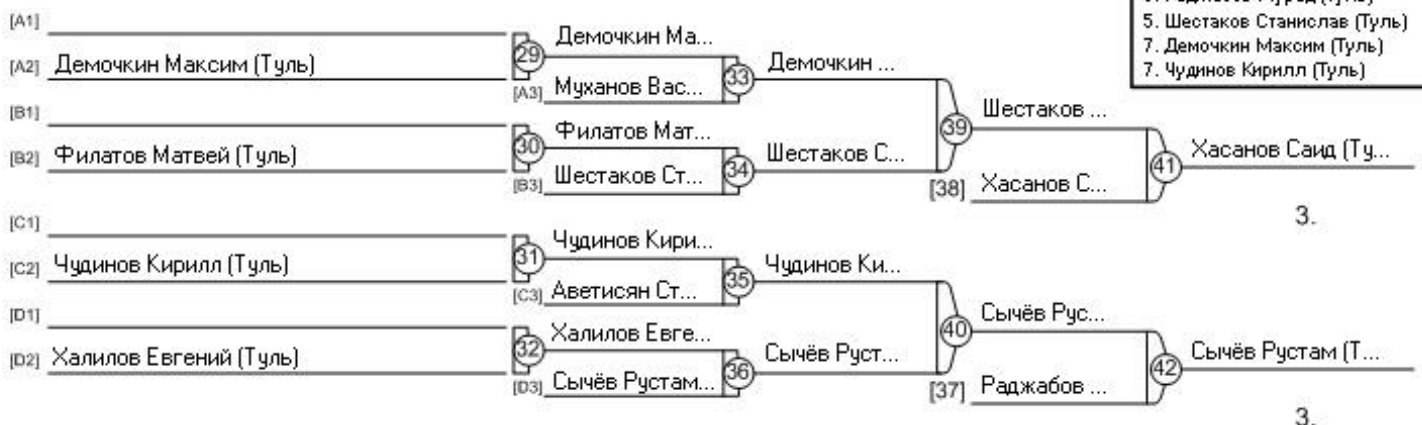 5. Шестаков Станислав (Туль)
7. Демочкин Максим (Туль)
7. Чудинов Кирилл (Туль)
[A1]
[A2] Демочкин Максим (Туль)
29
Демочкин Ма...
[A3] Муханов Вас...
33
Демочкин ...
[B1]
[B2] Филатов Матвей (Туль)
30
Филатов Мат...
[B3] Шестаков Ст...
34
Шестаков С...
39
Шестаков ...
[38] Хасанов С...
41
Хасанов Саид (Ту...
3.
[C1]
[C2] Чудинов Кирилл (Туль)
31
Чудинов Кири...
[C3] Аветисян Ст...
35
Чудинов Ки...
[D1]
[D2] Халилов Евгений (Туль)
32
Халилов Евге...
[D3] Сычёв Рустам...
36
Сычёв Руст...
40
Сычёв Рус...
[37] Раджабов ...
42
Сычёв Рустам (Т...
3.